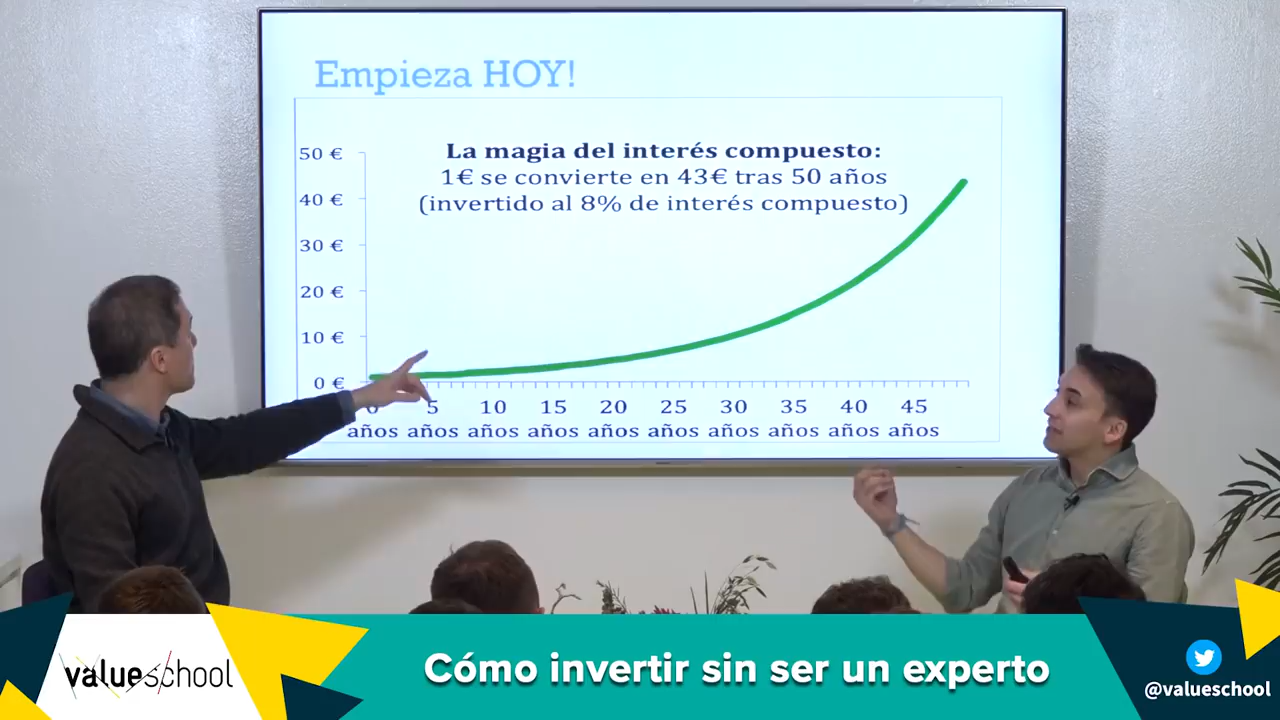 Empieza HOY!
La magia del interés compuesto:
1€ se convierte en 43€ tras 50 años
(invertido al 8% de interés compuesto)
50 €
40 €
30 €
20 €
10 €
0 €
0 5 10 15 20 25 30 35 40 45
años años años años años años años años años años
valueschool
Cómo invertir sin ser un experto
@valueschool